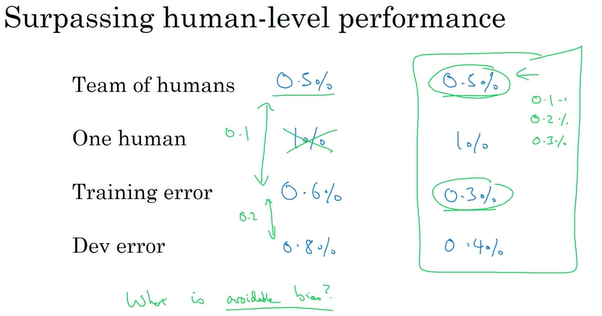 Surpassing human-level performance
Team of humans 0.5% 0.5%
0.1
0.2%
0.3%
One human 0.1 1% 1%
Training error 0.6% 0.3%
0.2
Dev error 0.8% 0.4%
What is avoidable bias?